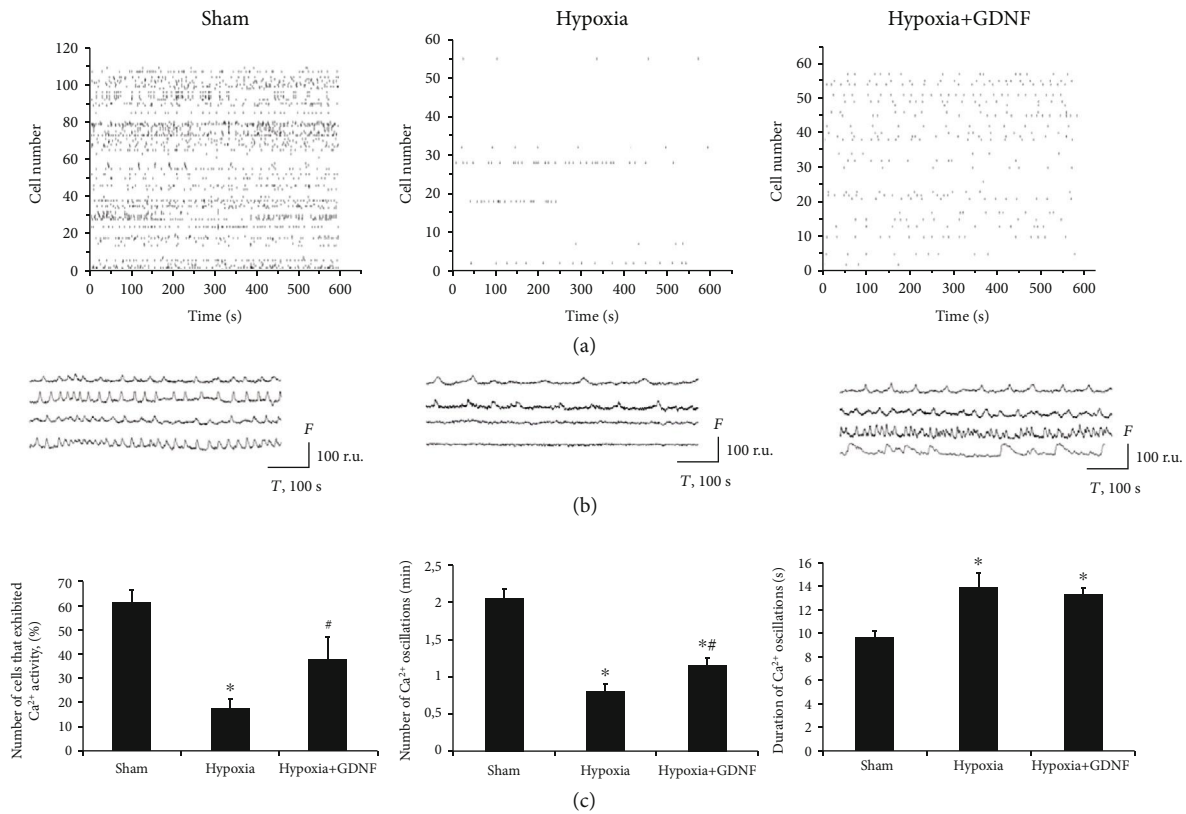 Sham
Hypoxia
Hypoxia+GDNF
Cell number
120
100
80
60
40
20
0
0 100 200 300 400 500 600
Time (s)
Cell number
60
50
40
30
20
10
0
0 100 200 300 400 500 600
Time (s)
Cell number
60
50
40
30
20
10
0
0 100 200 300 400 500 600
Time (s)
(a)
F
100 r.u.
T, 100 s
F
100 r.u.
T, 100 s
F
100 r.u.
T, 100 s
(b)
Number of cells that exhibited
Ca²⁺ activity, (%)
70
60
50
40
30
20
10
0
*
#
Sham Hypoxia Hypoxia+GDNF
Number of Ca²⁺ oscillations (min)
2,5
2
1,5
1
0,5
0
*
*#
Sham Hypoxia Hypoxia+GDNF
Duration of Ca²⁺ oscillations (s)
16
14
12
10
8
6
4
2
0
*
*
Sham Hypoxia Hypoxia+GDNF
(c)